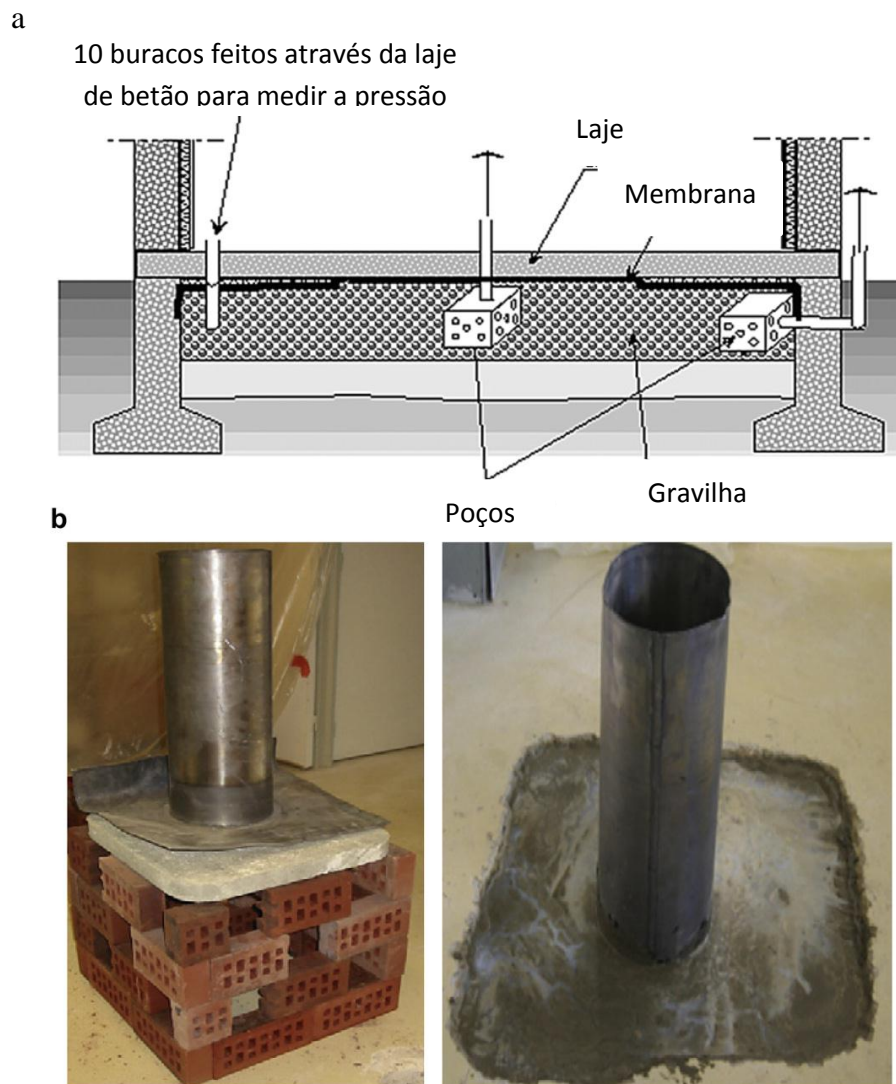 a
10 buracos feitos através da laje
de betão para medir a pressão
Laje
Membrana
Gravilha
Poços
b